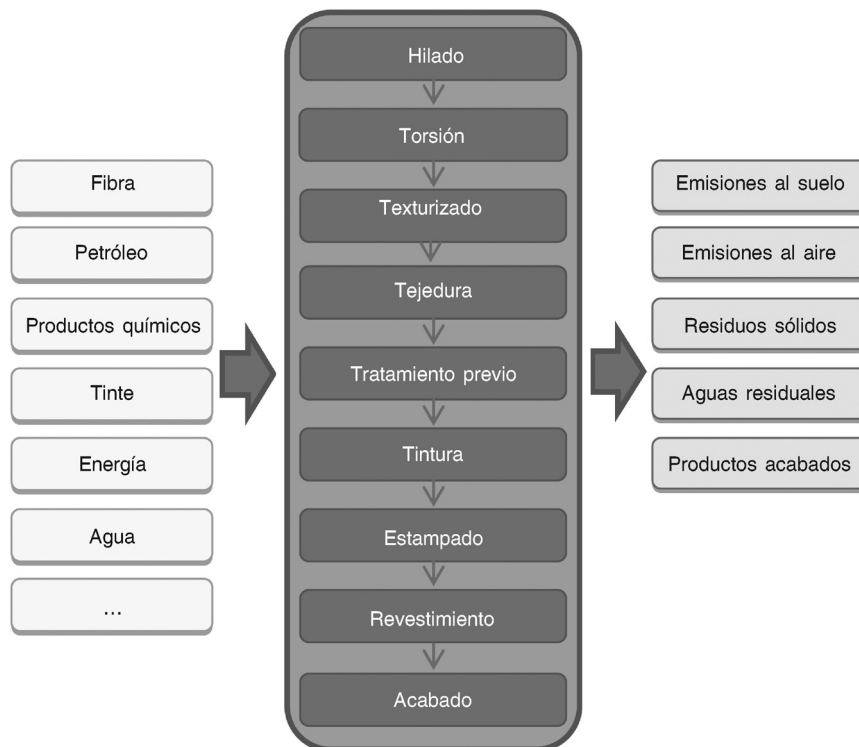 Fibra
Petróleo
Productos químicos
Tinte
Energía
Agua
...
Hilado
Torsión
Texturizado
Tejedura
Tratamiento previo
Tintura
Estampado
Revestimiento
Acabado
Emisiones al suelo
Emisiones al aire
Residuos sólidos
Aguas residuales
Productos acabados